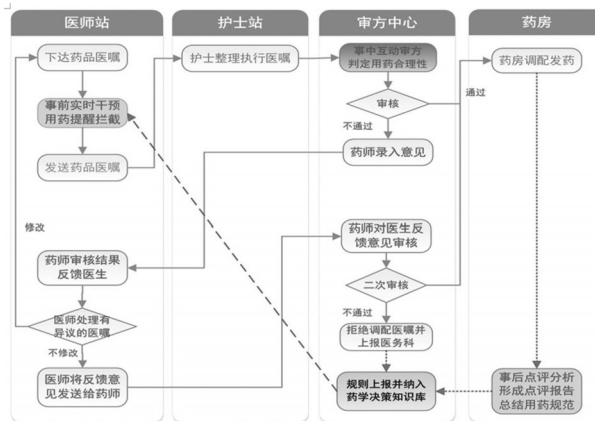 医师站
护士站
审方中心
药房
下达药品医嘱
护士整理执行医嘱
事中互动审方
判定用药合理性
药房调配发药
通过
事前实时干预
用药提醒拦截
审核
不通过
发送药品医嘱
药师录入意见
修改
药师对医生反
馈意见审核
药师审核结果
反馈医生
二次审核
不通过
医师处理有
异议的医嘱
拒绝调配医嘱并
上报医务科
不修改
医师将反馈意
见发送给药师
规则上报并纳入
药学决策知识库
事后点评分析
形成点评报告
总结用药规范